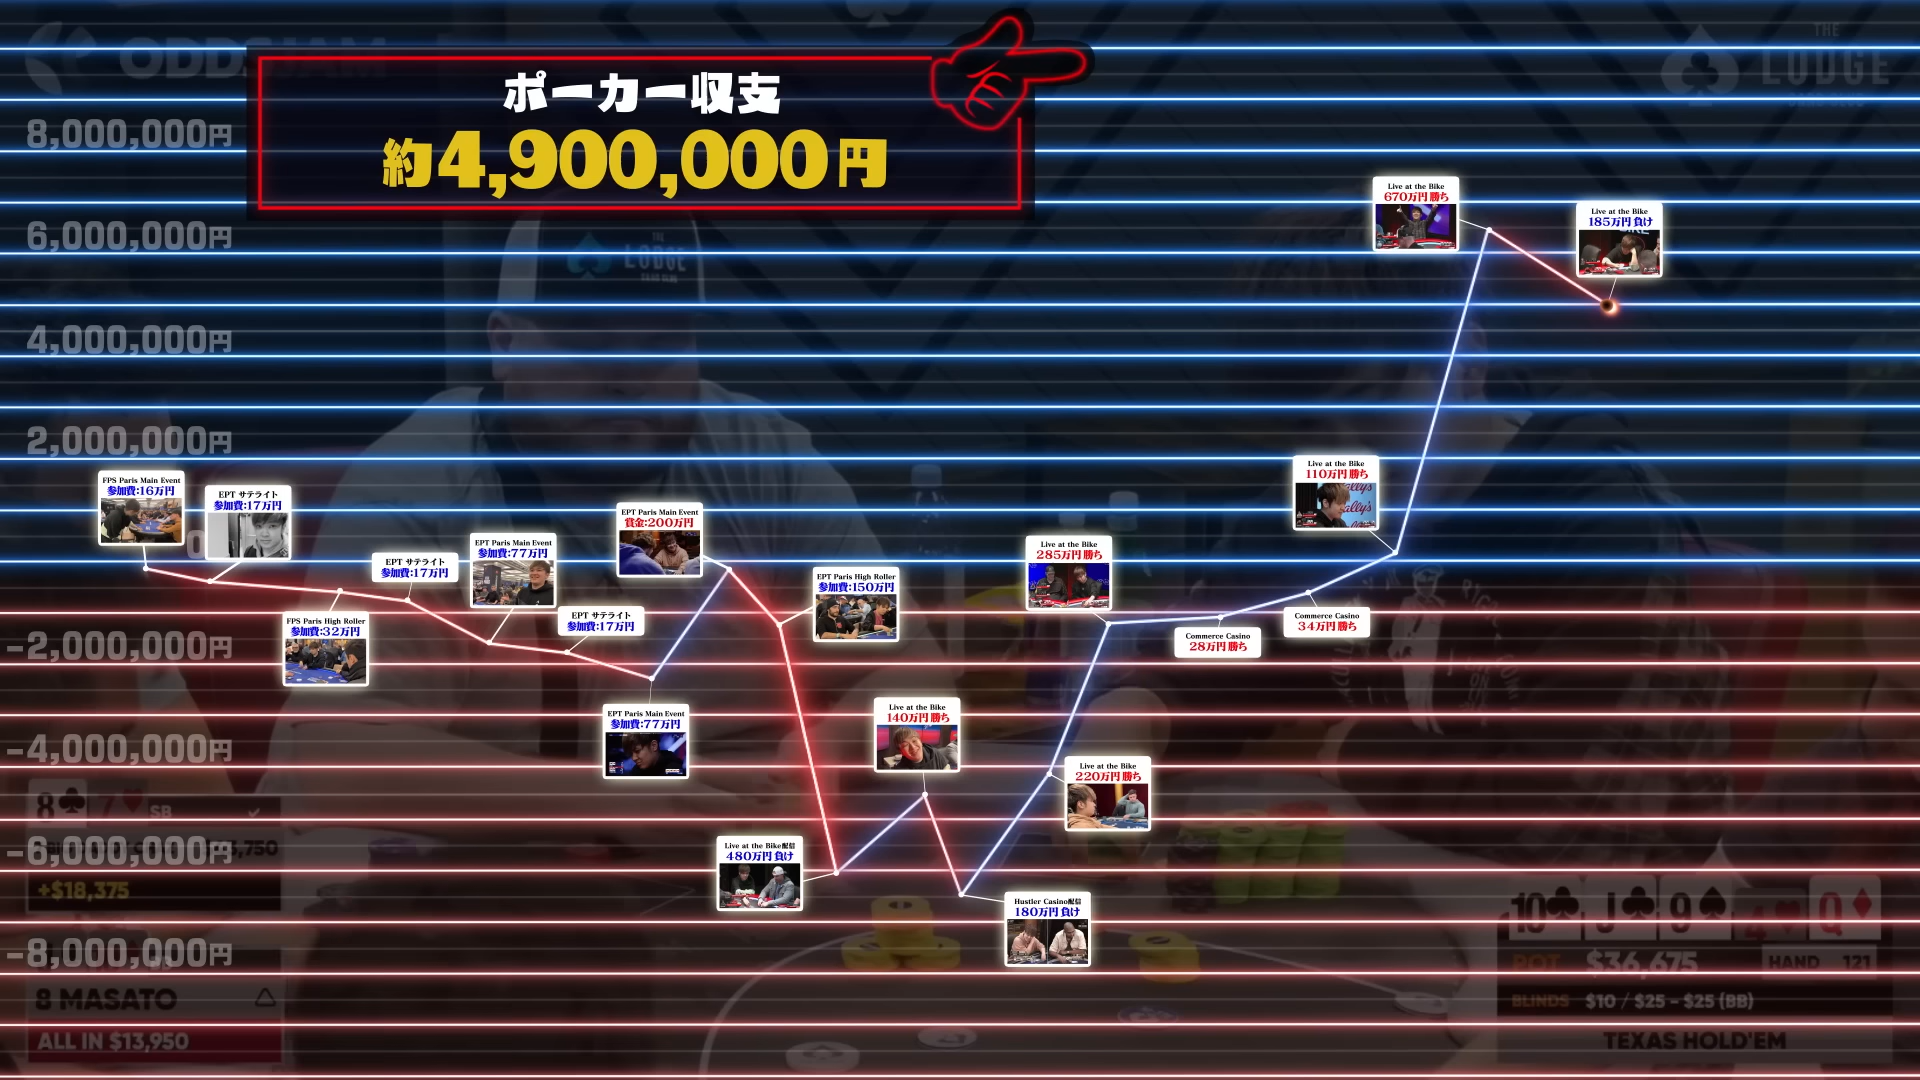 ポーカー収支
約4,900,000円
ODDSJAM
THE
LODGE
8,000,000円
6,000,000円
4,000,000円
2,000,000円
0
-2,000,000円
-4,000,000円
-6,000,000円
-8,000,000円
FPS Paris Main Event
参加費:16万円
EPT サテライト
参加費:17万円
FPS Paris High Roller
参加費:32万円
EPT サテライト
参加費:17万円
EPT Paris Main Event
参加費:77万円
EPT サテライト
参加費:17万円
EPT Paris Main Event
参加費:77万円
EPT Paris Main Event
賞金:200万円
EPT Paris High Roller
参加費:150万円
Live at the Bike配信
480万円 負け
Live at the Bike
140万円 勝ち
Hustler Casino配信
180万円 負け
Live at the Bike
220万円 勝ち
Live at the Bike
285万円 勝ち
Commerce Casino
28万円 勝ち
Commerce Casino
34万円 勝ち
Live at the Bike
110万円 勝ち
Live at the Bike
670万円 勝ち
Live at the Bike
185万円 負け
THE
LODGE
8 7 SB
+$18,375
8 MASATO
ALL IN $13,950
10 J 9 4 Q
POT $36,675 HAND 121
BLINDS $10 / $25 - $25 (BB)
TEXAS HOLD'EM